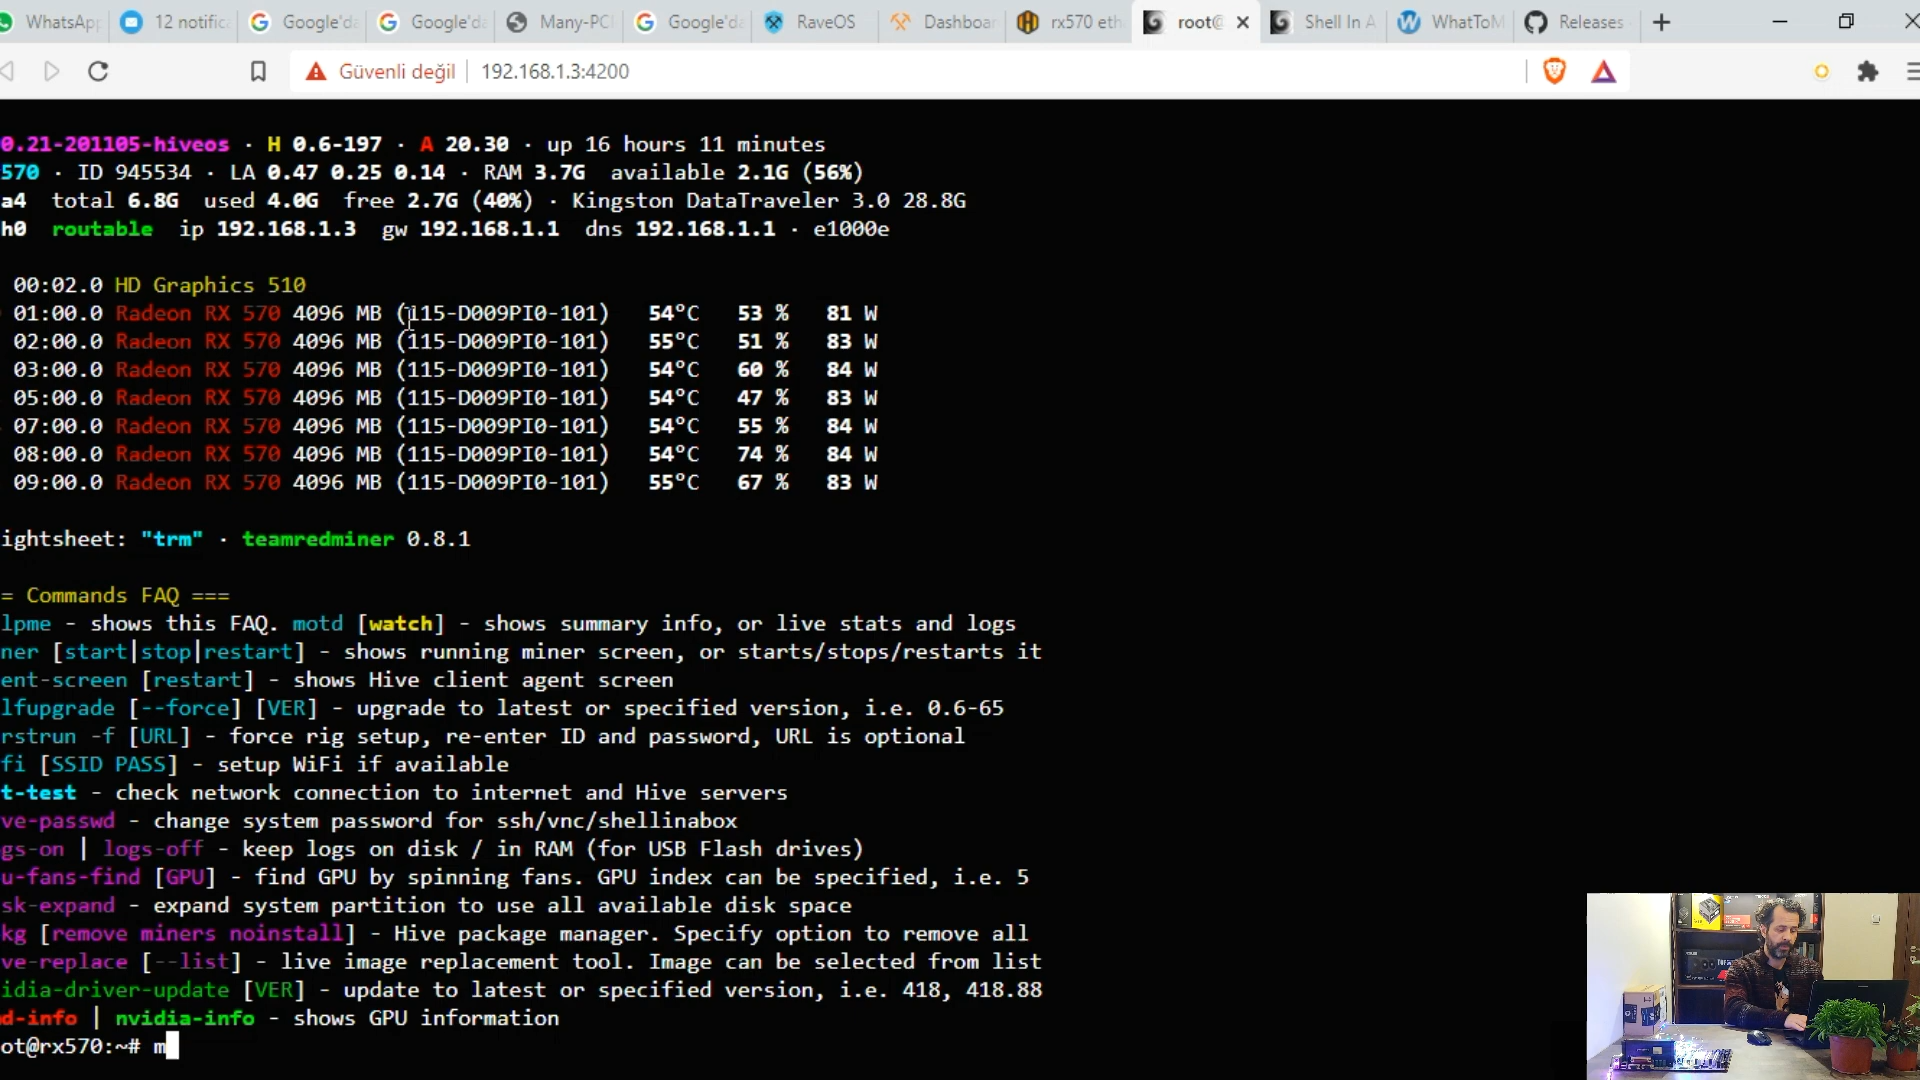 WhatsApp
12 notific
Google'da
Google'da
Many-PC
Google'da
RaveOS
Dashboar
rx570 eth
root@
Shell In A
WhatToM
Releases
Güvenli değil
192.168.1.3:4200
0.21-201105-hiveos · H 0.6-197 · A 20.30 · up 16 hours 11 minutes
570 · ID 945534 · LA 0.47 0.25 0.14 · RAM 3.7G available 2.1G (56%)
a4 total 6.8G used 4.0G free 2.7G (40%) · Kingston DataTraveler 3.0 28.8G
h0 routable ip 192.168.1.3 gw 192.168.1.1 dns 192.168.1.1 · e1000e
00:02.0 HD Graphics 510
01:00.0 Radeon RX 570 4096 MB (115-D009PI0-101) 54°C 53 % 81 W
02:00.0 Radeon RX 570 4096 MB (115-D009PI0-101) 55°C 51 % 83 W
03:00.0 Radeon RX 570 4096 MB (115-D009PI0-101) 54°C 60 % 84 W
05:00.0 Radeon RX 570 4096 MB (115-D009PI0-101) 54°C 47 % 83 W
07:00.0 Radeon RX 570 4096 MB (115-D009PI0-101) 54°C 55 % 84 W
08:00.0 Radeon RX 570 4096 MB (115-D009PI0-101) 54°C 74 % 84 W
09:00.0 Radeon RX 570 4096 MB (115-D009PI0-101) 55°C 67 % 83 W
ightsheet: "trm" · teamredminer 0.8.1
= Commands FAQ ===
lpme - shows this FAQ. motd [watch] - shows summary info, or live stats and logs
ner [start|stop|restart] - shows running miner screen, or starts/stops/restarts it
ent-screen [restart] - shows Hive client agent screen
lfupgrade [--force] [VER] - upgrade to latest or specified version, i.e. 0.6-65
rstrun -f [URL] - force rig setup, re-enter ID and password, URL is optional
fi [SSID PASS] - setup WiFi if available
t-test - check network connection to internet and Hive servers
ve-passwd - change system password for ssh/vnc/shellinabox
gs-on | logs-off - keep logs on disk / in RAM (for USB Flash drives)
u-fans-find [GPU] - find GPU by spinning fans. GPU index can be specified, i.e. 5
sk-expand - expand system partition to use all available disk space
kg [remove miners noinstall] - Hive package manager. Specify option to remove all
ve-replace [--list] - live image replacement tool. Image can be selected from list
idia-driver-update [VER] - update to latest or specified version, i.e. 418, 418.88
d-info | nvidia-info - shows GPU information
ot@rx570:~# m